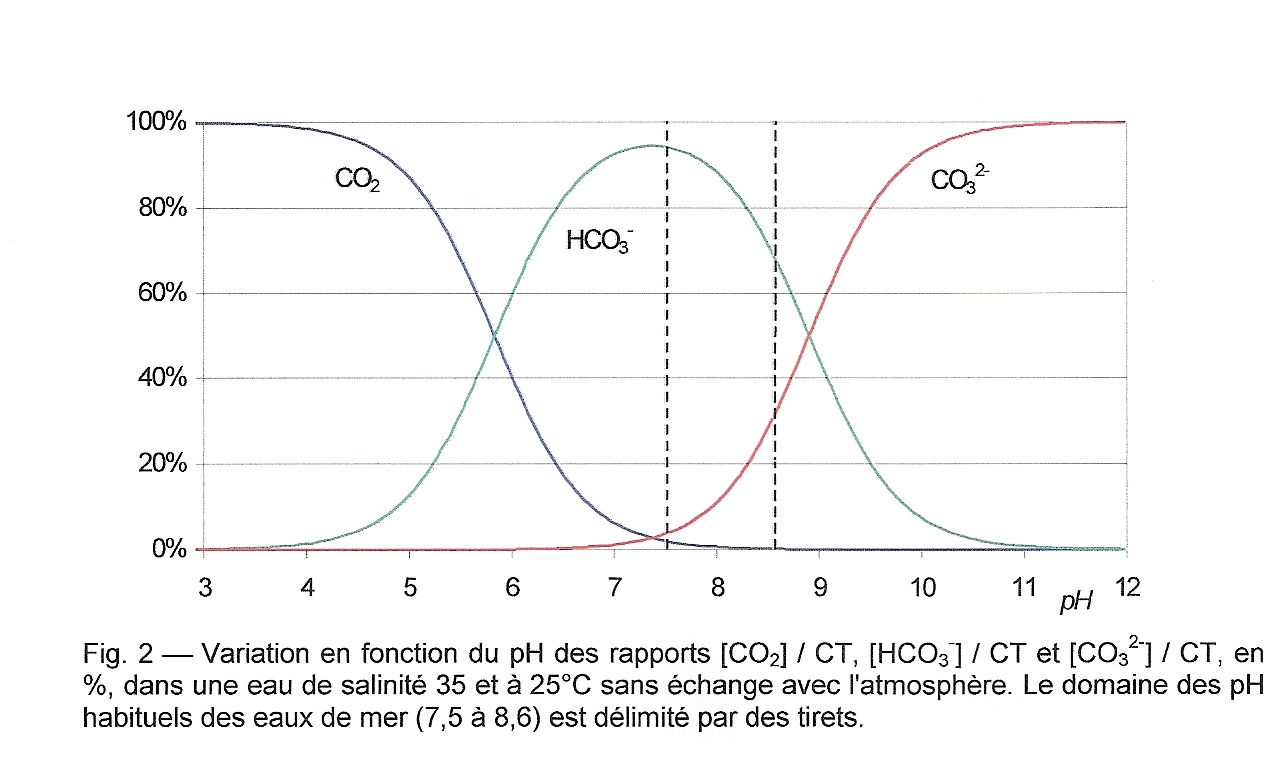 100%
CO₂
CO₃²⁻
80%
HCO₃⁻
60%
40%
20%
0%
3 4 5 6 7 8 9 10 11 12
pH
Fig. 2 — Variation en fonction du pH des rapports [CO₂] / CT, [HCO₃⁻] / CT et [CO₃²⁻] / CT, en
%, dans une eau de salinité 35 et à 25°C sans échange avec l'atmosphère. Le domaine des pH
habituels des eaux de mer (7,5 à 8,6) est délimité par des tirets.